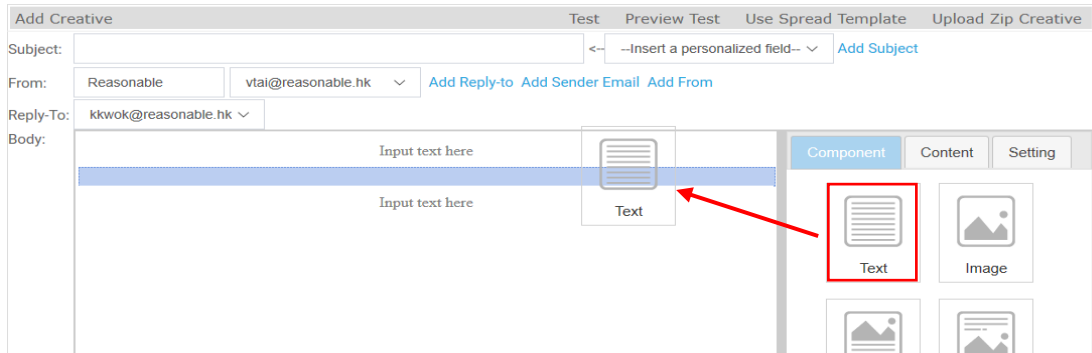 Add Creative Test Preview Test Use Spread Template Upload Zip Creative
Subject: <-- --Insert a personalized field-- Add Subject
From: Reasonable vtai@reasonable.hk Add Reply-to Add Sender Email Add From
Reply-To: kkwok@reasonable.hk
Body:
Input text here
Input text here
Text
Component Content Setting
Text Image